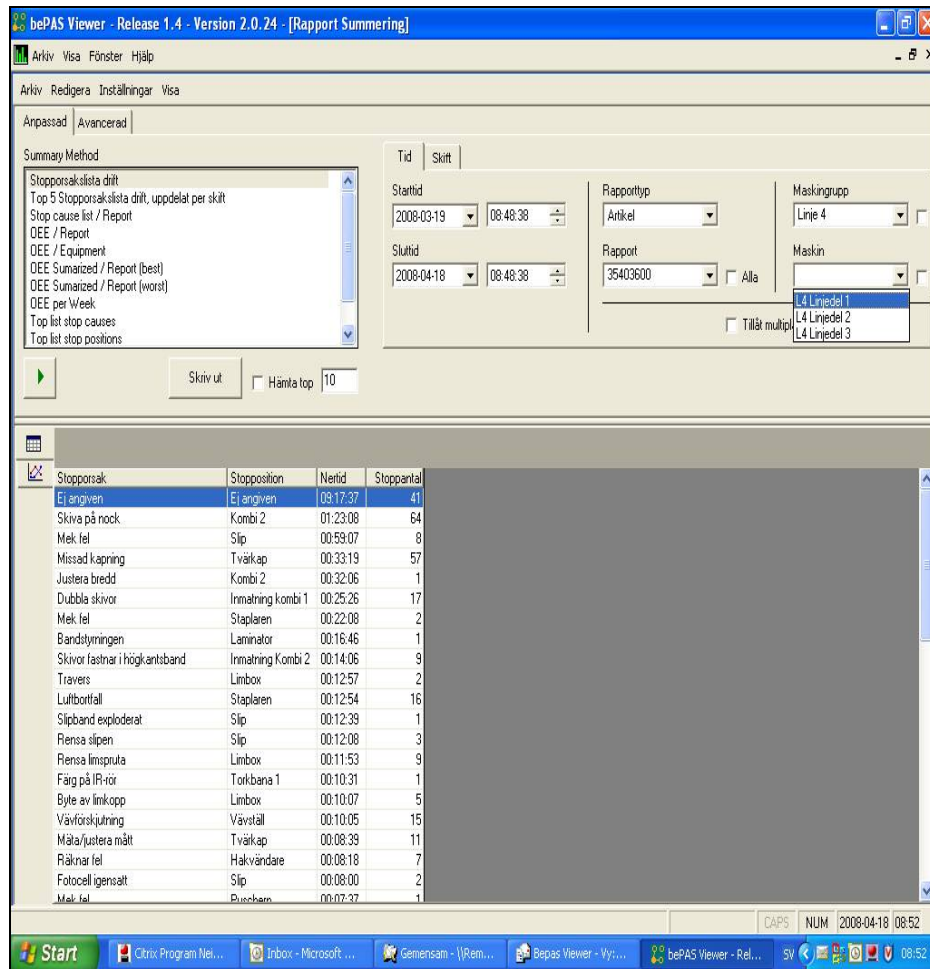 bePAS Viewer - Release 1.4 - Version 2.0.24 - [Rapport Summering]
Arkiv Visa Fönster Hjälp
Arkiv Redigera Inställningar Visa
Anpassad Avancerad
Summary Method
Stopporsakslista drift
Top 5 Stopporsakslista drift, uppdelat per skift
Stop cause list / Report
OEE / Report
OEE / Equipment
OEE Sumarized / Report (best)
OEE Sumarized / Report (worst)
OEE per Week
Top list stop causes
Top list stop positions
Tid Skift
Starttid
2008-03-19 08:48:38
Sluttid
2008-04-18 08:48:38
Rapporttyp
Artikel
Rapport
35403600 Alla
Maskingrupp
Linje 4
Maskin
L4 Linjedel 1
L4 Linjedel 2
L4 Linjedel 3
Tillåt multipl
Skriv ut Hämta top 10
Stopporsak Stopposition Nertid Stoppantal
Ej angiven Ej angiven 09:17:37 41
Skiva på nock Kombi 2 01:23:08 64
Mek fel Slip 00:59:07 8
Missad kapning Tvärkap 00:33:19 57
Justera bredd Kombi 2 00:32:06 1
Dubbla skivor Inmatning kombi 1 00:25:26 17
Mek fel Staplaren 00:22:08 2
Bandstyrningen Laminator 00:16:46 1
Skivor fastnar i högkantsband Inmatning Kombi 2 00:14:06 9
Travers Limbox 00:12:57 2
Luftbortfall Staplaren 00:12:54 16
Slipband exploderat Slip 00:12:39 1
Rensa slipen Slip 00:12:08 3
Rensa limspruta Limbox 00:11:53 9
Färg på IR-rör Torkbana 1 00:10:31 1
Byte av limkopp Limbox 00:10:07 5
Vävförskjutning Vävställ 00:10:05 15
Mäta/justera mått Tvärkap 00:08:39 11
Räknar fel Hakvändare 00:08:18 7
Fotocell igensatt Slip 00:08:00 2
Mek fel Puschern 00:07:37 1
CAPS NUM 2008-04-18 08:52
Start Citrix Program Nei... Inbox - Microsoft ... Gemensam - \\Rem... Bepas Viewer - Vy:... bePAS Viewer - Rel... SV 08:52